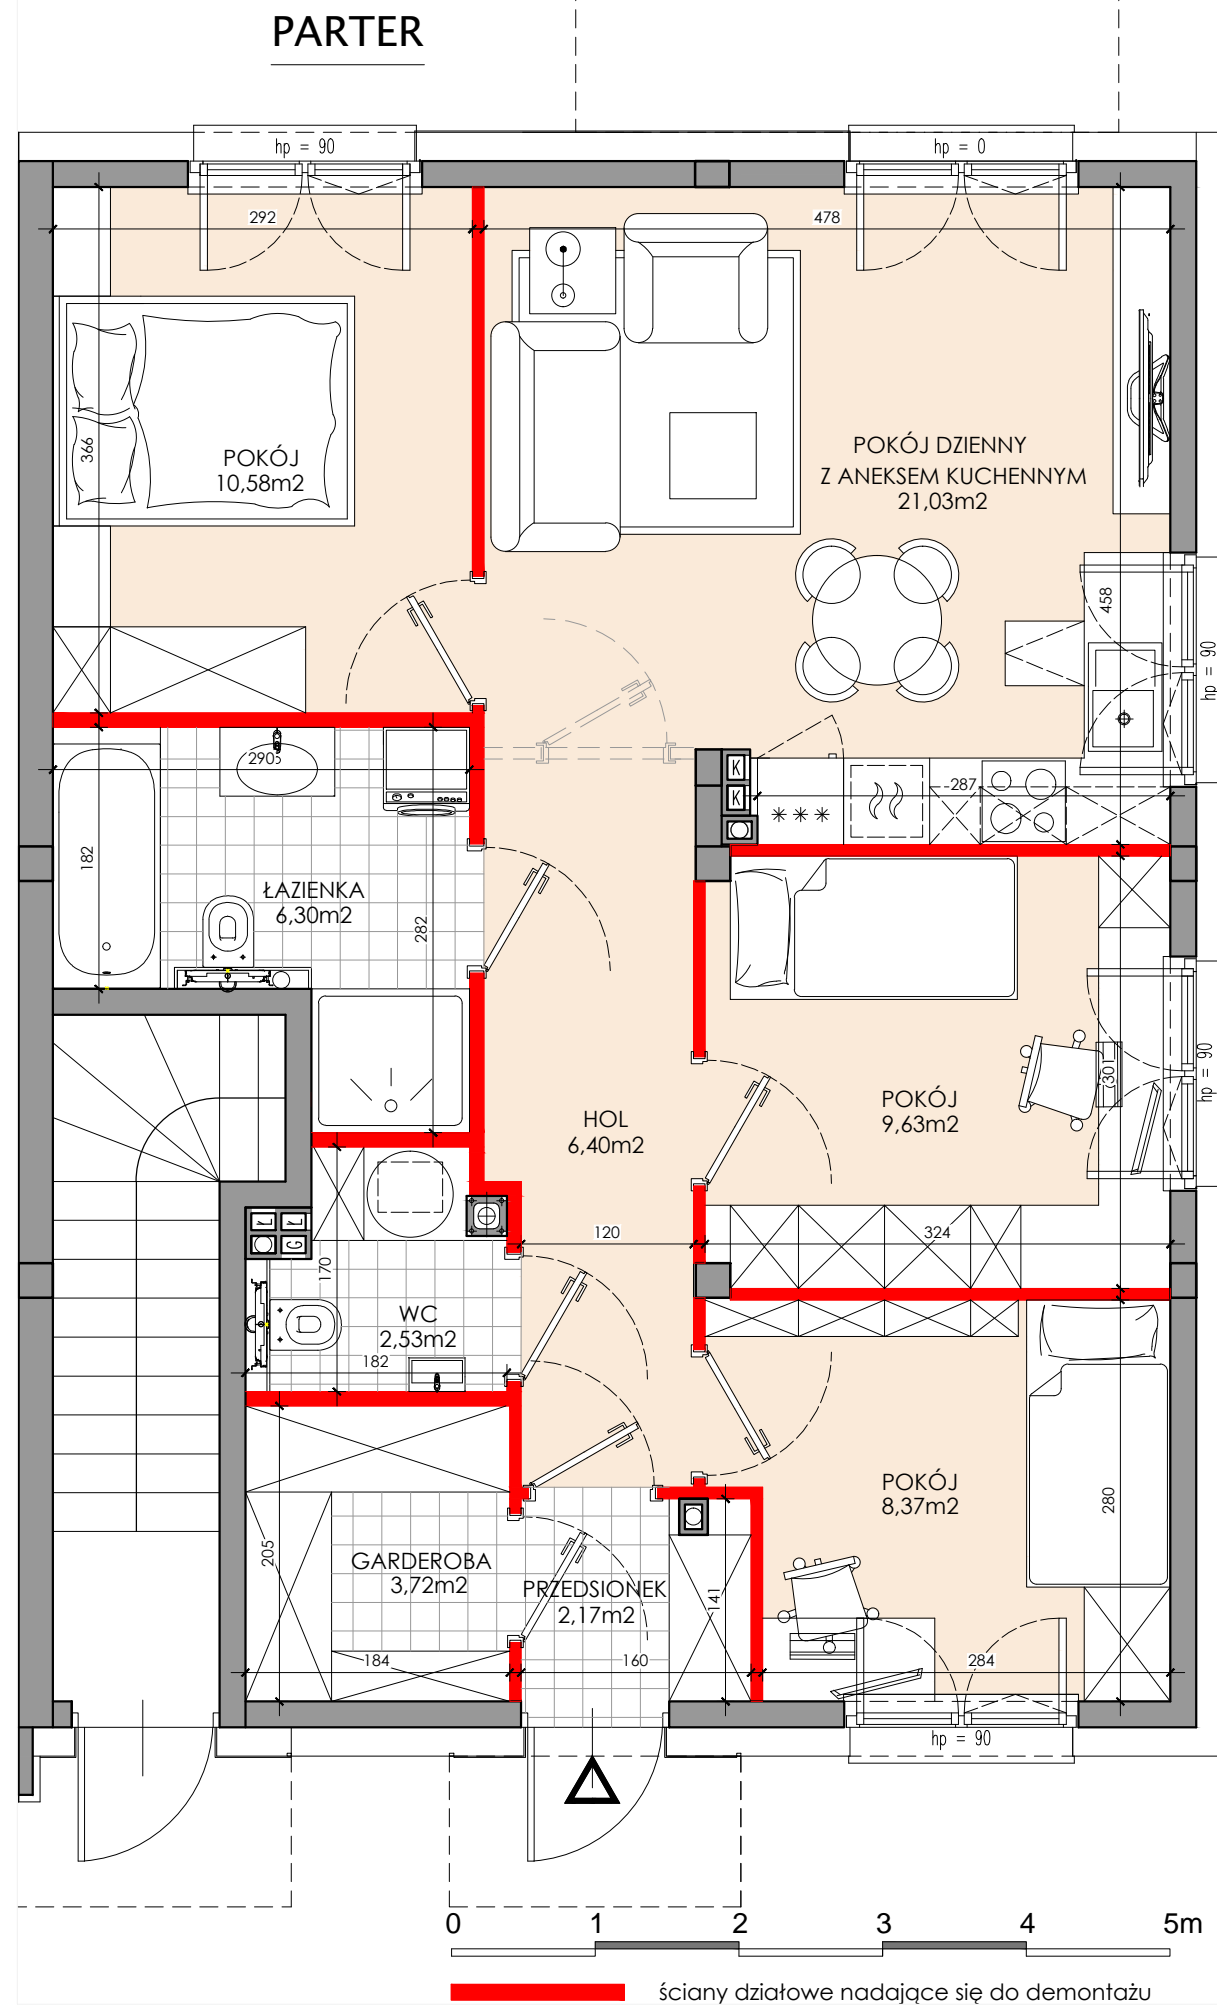 PARTER
hp = 90
hp = 0
292
478
366
POKÓJ
10,58m2
POKÓJ DZIENNY
Z ANEKSEM KUCHENNYM
21,03m2
458
hp = 90
290
K
K
287
182
ŁAZIENKA
6,30m2
282
301
hp = 90
HOL
6,40m2
POKÓJ
9,63m2
120
324
G
170
WC
2,53m2
182
POKÓJ
8,37m2
280
205
GARDEROBA
3,72m2
PRZEDSIONEK
2,17m2
141
184
160
284
hp = 90
0 1 2 3 4 5m
ściany działowe nadające się do demontażu